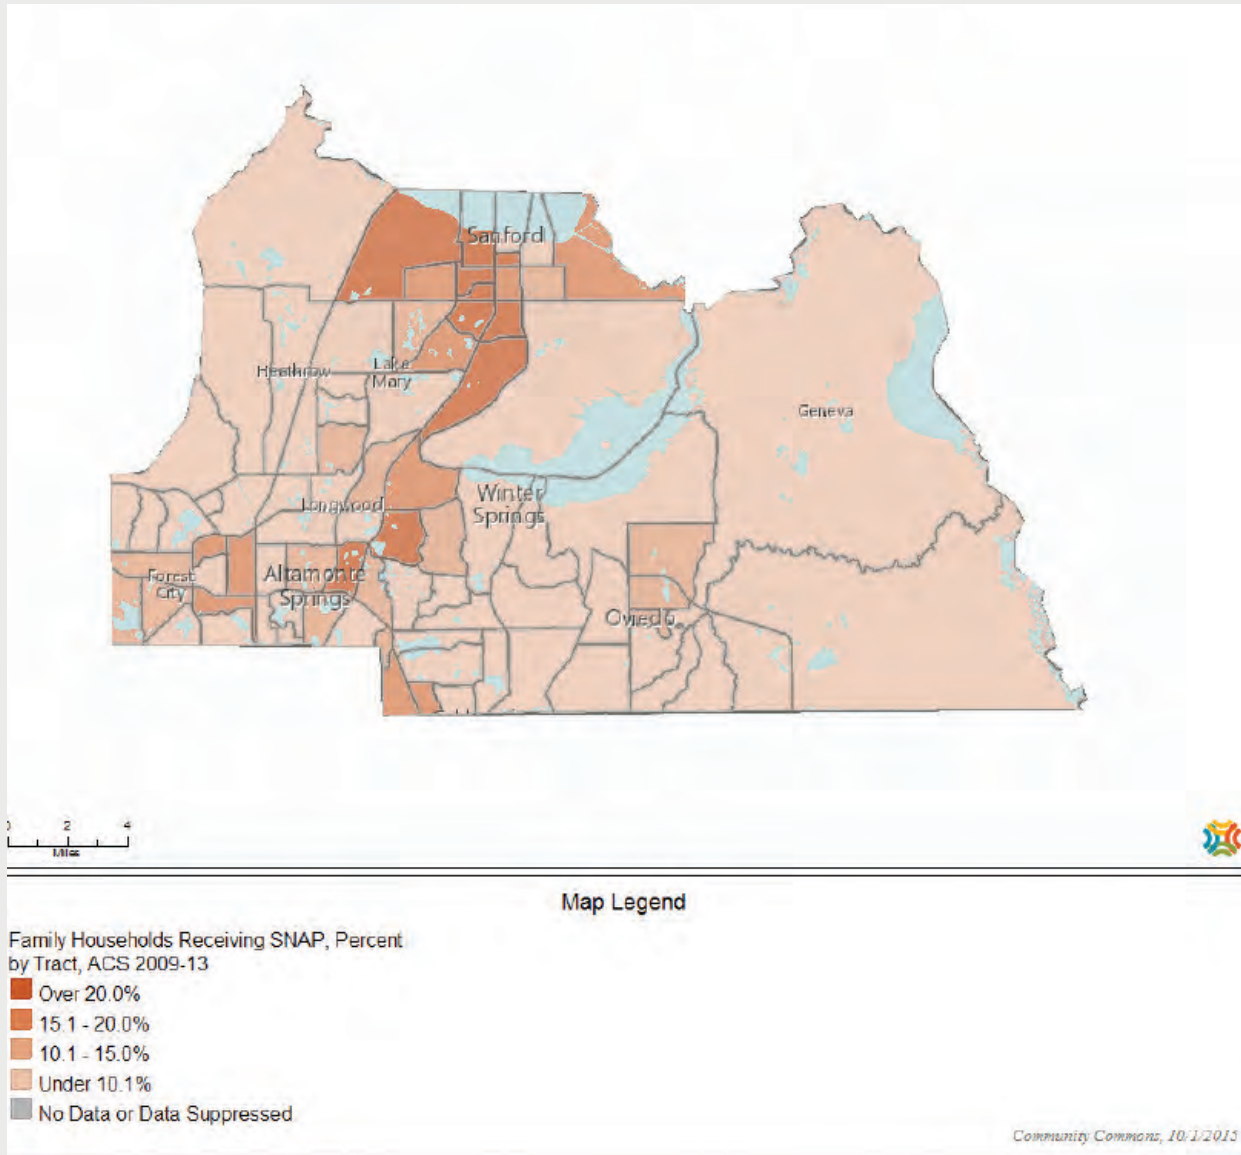 Sanford
Heathrow
Lake
Mary
Geneva
Longwood
Winter
Springs
Forest
City
Altamonte
Springs
Oviedo
0 2 4
Miles
Map Legend
Family Households Receiving SNAP, Percent
by Tract, ACS 2009-13
Over 20.0%
15.1 - 20.0%
10.1 - 15.0%
Under 10.1%
No Data or Data Suppressed
Community Commons, 10/1/2015